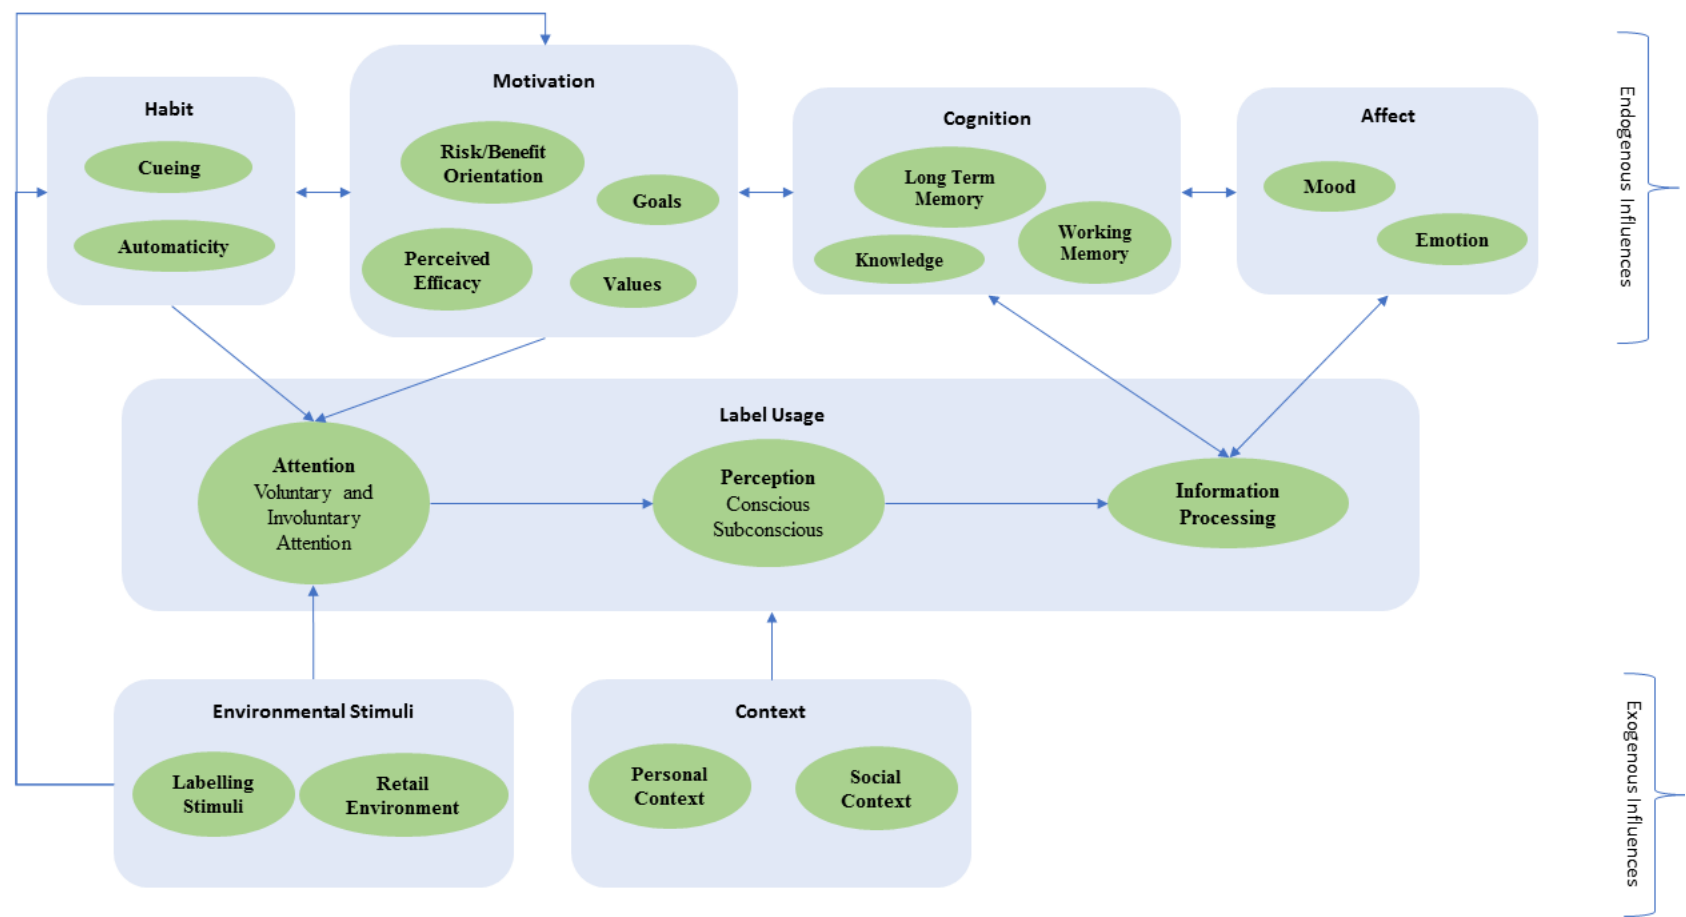 Habit
Cueing
Automaticity
Motivation
Risk/Benefit
Orientation
Goals
Perceived
Efficacy
Values
Cognition
Long Term
Memory
Working
Memory
Knowledge
Affect
Mood
Emotion
Endogenous Influences
Label Usage
Attention
Voluntary and
Involuntary
Attention
Perception
Conscious
Subconscious
Information
Processing
Environmental Stimuli
Labelling
Stimuli
Retail
Environment
Context
Personal
Context
Social
Context
Exogenous Influences